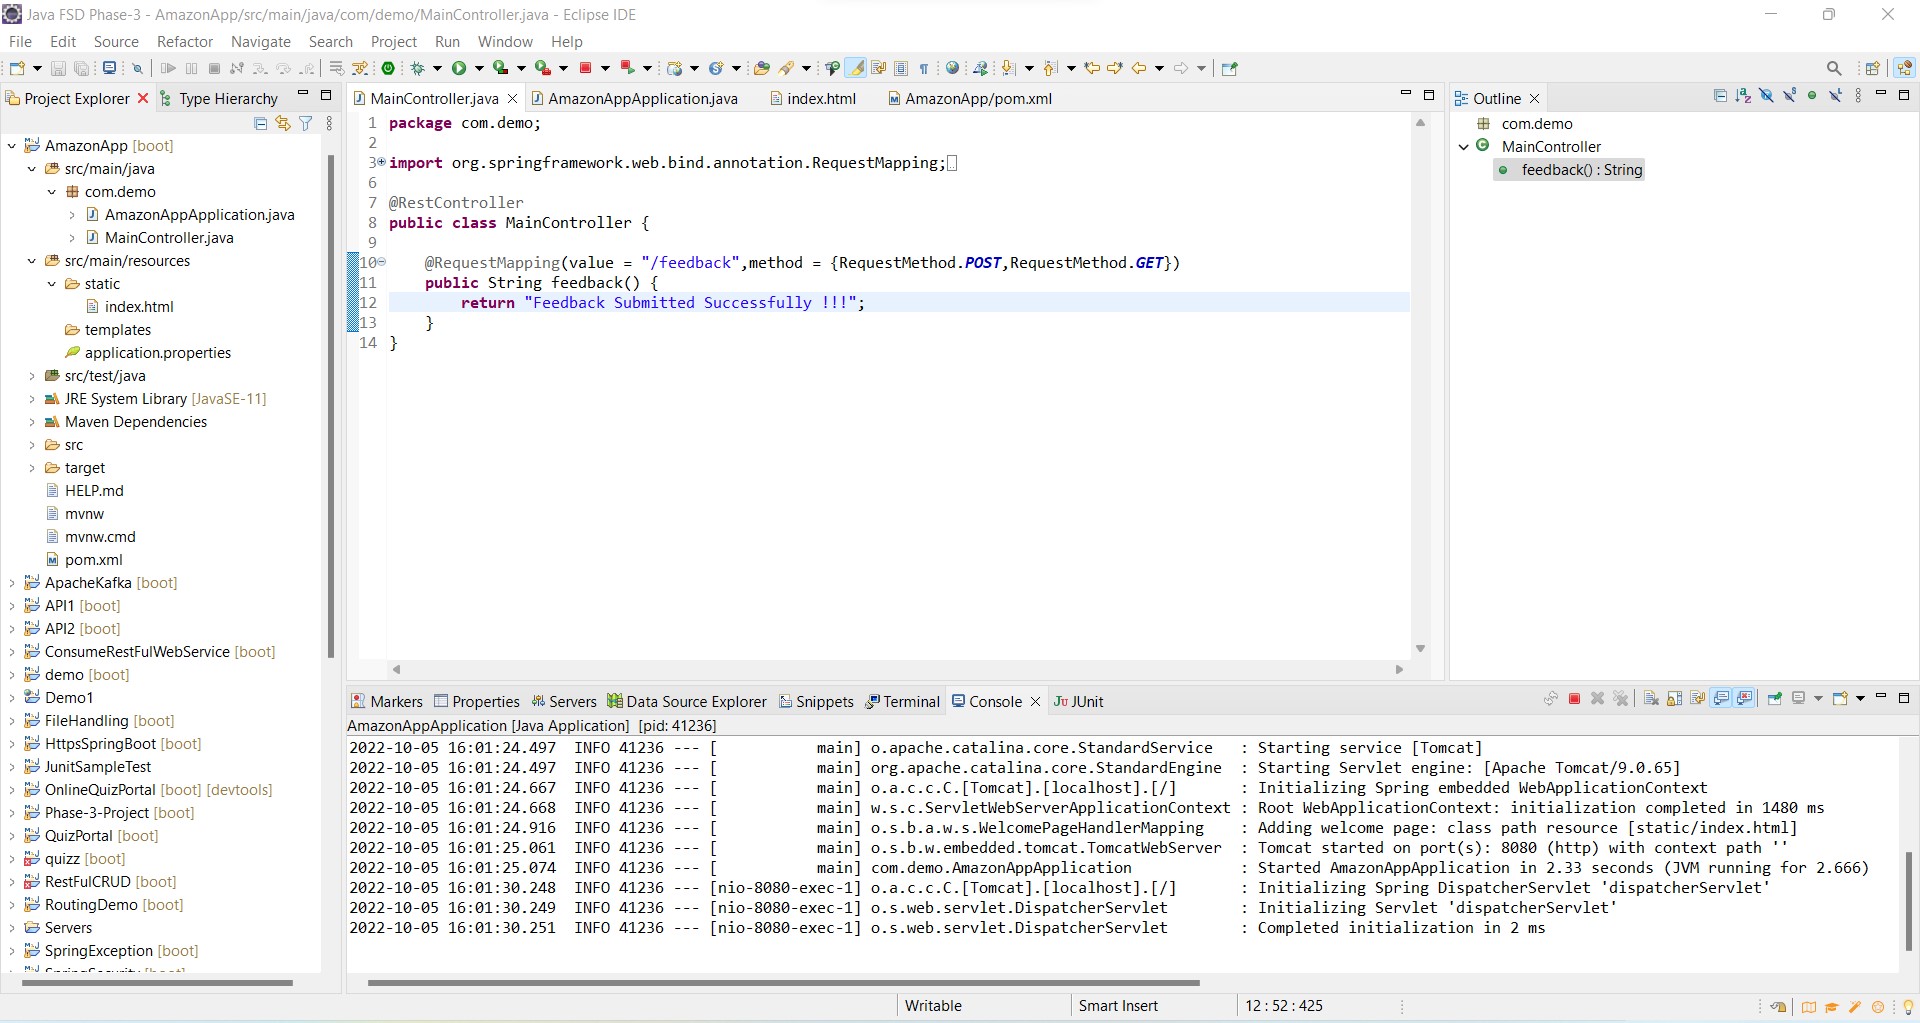 Java FSD Phase-3 - AmazonApp/src/main/java/com/demo/MainController.java - Eclipse IDE
File Edit Source Refactor Navigate Search Project Run Window Help
Project Explorer Type Hierarchy
AmazonApp [boot]
src/main/java
com.demo
AmazonAppApplication.java
MainController.java
src/main/resources
static
index.html
templates
application.properties
src/test/java
JRE System Library [JavaSE-11]
Maven Dependencies
src
target
HELP.md
mvnw
mvnw.cmd
pom.xml
ApacheKafka [boot]
API1 [boot]
API2 [boot]
ConsumeRestFulWebService [boot]
demo [boot]
Demo1
FileHandling [boot]
HttpsSpringBoot [boot]
JunitSampleTest
OnlineQuizPortal [boot] [devtools]
Phase-3-Project [boot]
QuizPortal [boot]
quizz [boot]
RestFulCRUD [boot]
RoutingDemo [boot]
Servers
SpringException [boot]
MainController.java AmazonAppApplication.java index.html AmazonApp/pom.xml
1 package com.demo;
2
3 import org.springframework.web.bind.annotation.RequestMapping;
6
7 @RestController
8 public class MainController {
9
10 @RequestMapping(value = "/feedback",method = {RequestMethod.POST,RequestMethod.GET})
11 public String feedback() {
12 return "Feedback Submitted Successfully !!!";
13 }
14 }
Outline
com.demo
MainController
feedback() : String
Markers Properties Servers Data Source Explorer Snippets Terminal Console JUnit
AmazonAppApplication [Java Application] [pid: 41236]
2022-10-05 16:01:24.497 INFO 41236 --- [ main] o.apache.catalina.core.StandardService : Starting service [Tomcat]
2022-10-05 16:01:24.497 INFO 41236 --- [ main] org.apache.catalina.core.StandardEngine : Starting Servlet engine: [Apache Tomcat/9.0.65]
2022-10-05 16:01:24.667 INFO 41236 --- [ main] o.a.c.c.C.[Tomcat].[localhost].[/] : Initializing Spring embedded WebApplicationContext
2022-10-05 16:01:24.668 INFO 41236 --- [ main] w.s.c.ServletWebServerApplicationContext : Root WebApplicationContext: initialization completed in 1480 ms
2022-10-05 16:01:24.916 INFO 41236 --- [ main] o.s.b.a.w.s.WelcomePageHandlerMapping : Adding welcome page: class path resource [static/index.html]
2022-10-05 16:01:25.061 INFO 41236 --- [ main] o.s.b.w.embedded.tomcat.TomcatWebServer : Tomcat started on port(s): 8080 (http) with context path ''
2022-10-05 16:01:25.074 INFO 41236 --- [ main] com.demo.AmazonAppApplication : Started AmazonAppApplication in 2.33 seconds (JVM running for 2.666)
2022-10-05 16:01:30.248 INFO 41236 --- [nio-8080-exec-1] o.a.c.c.C.[Tomcat].[localhost].[/] : Initializing Spring DispatcherServlet 'dispatcherServlet'
2022-10-05 16:01:30.249 INFO 41236 --- [nio-8080-exec-1] o.s.web.servlet.DispatcherServlet : Initializing Servlet 'dispatcherServlet'
2022-10-05 16:01:30.251 INFO 41236 --- [nio-8080-exec-1] o.s.web.servlet.DispatcherServlet : Completed initialization in 2 ms
Writable Smart Insert 12 : 52 : 425